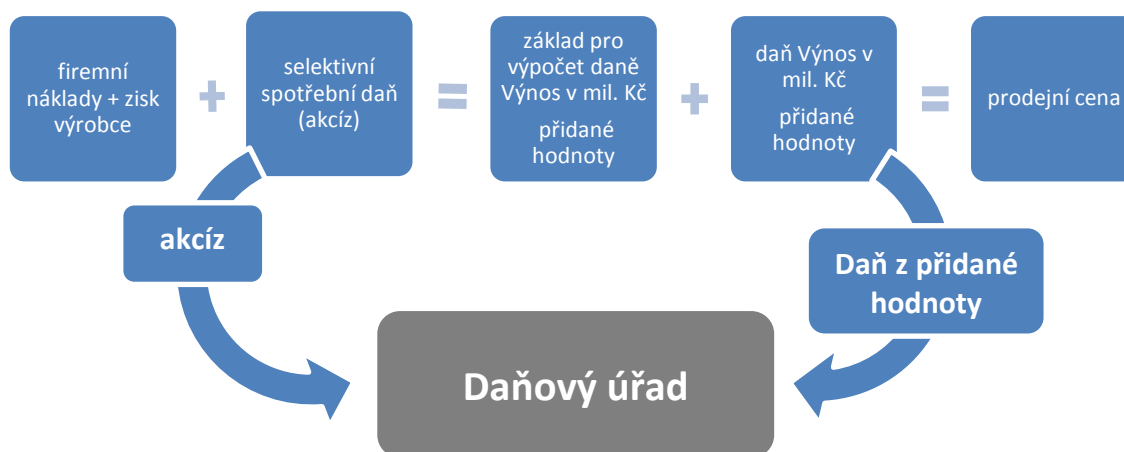 firemní
náklady + zisk
výrobce
+
selektivní
spotřební daň
(akcíz)
=
základ pro
výpočet daně
Výnos v mil. Kč
přidané
hodnoty
+
daň Výnos v
mil. Kč
přidané
hodnoty
=
prodejní cena
akcíz
Daň z přidané
hodnoty
Daňový úřad